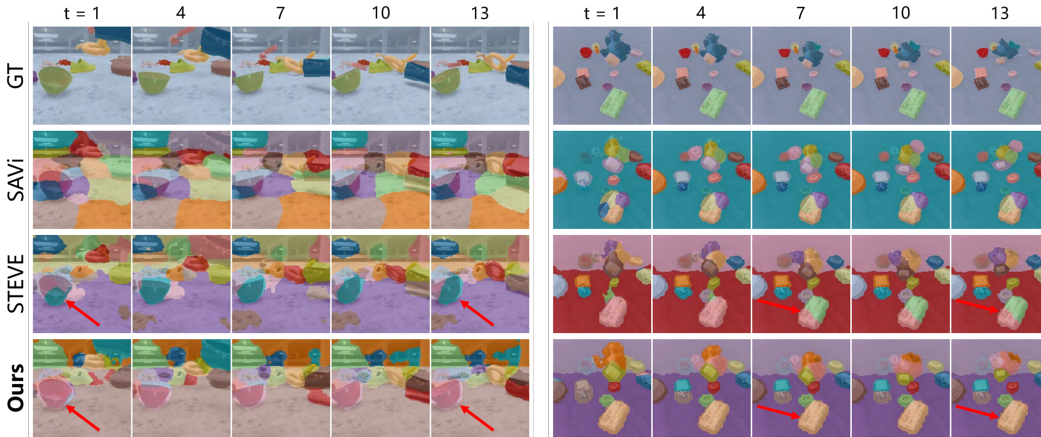 t = 1 4 7 10 13 t = 1 4 7 10 13
GT
SAVi
STEVE
Ours